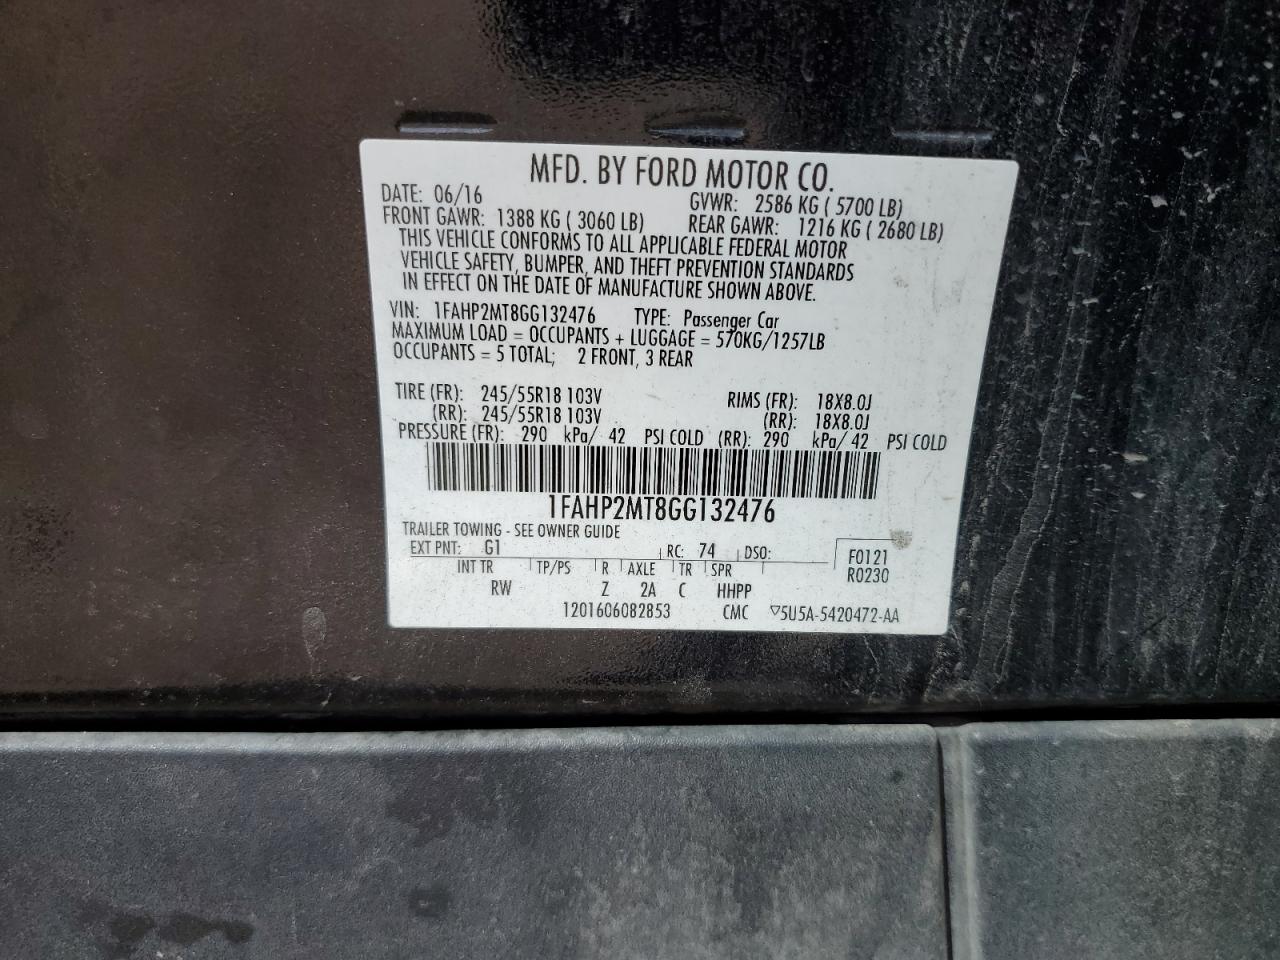 MFD. BY FORD MOTOR CO.
DATE: 06/16 GVWR: 2586 KG ( 5700 LB)
FRONT GAWR: 1388 KG ( 3060 LB) REAR GAWR: 1216 KG ( 2680 LB)
THIS VEHICLE CONFORMS TO ALL APPLICABLE FEDERAL MOTOR
VEHICLE SAFETY, BUMPER, AND THEFT PREVENTION STANDARDS
IN EFFECT ON THE DATE OF MANUFACTURE SHOWN ABOVE.
VIN: 1FAHP2MT8GG132476 TYPE: Passenger Car
MAXIMUM LOAD = OCCUPANTS + LUGGAGE = 570KG/1257LB
OCCUPANTS = 5 TOTAL; 2 FRONT, 3 REAR
TIRE (FR): 245/55R18 103V RIMS (FR): 18X8.0J
(RR): 245/55R18 103V (RR): 18X8.0J
PRESSURE (FR): 290 kPa/ 42 PSI COLD (RR): 290 kPa/ 42 PSI COLD
1FAHP2MT8GG132476
TRAILER TOWING - SEE OWNER GUIDE
EXT PNT: G1 RC: 74 DSO: F0121
INT TR TP/PS R AXLE TR SPR R0230
RW Z 2A C HHPP
1201606082853 CMC ▽5U5A-5420472-AA